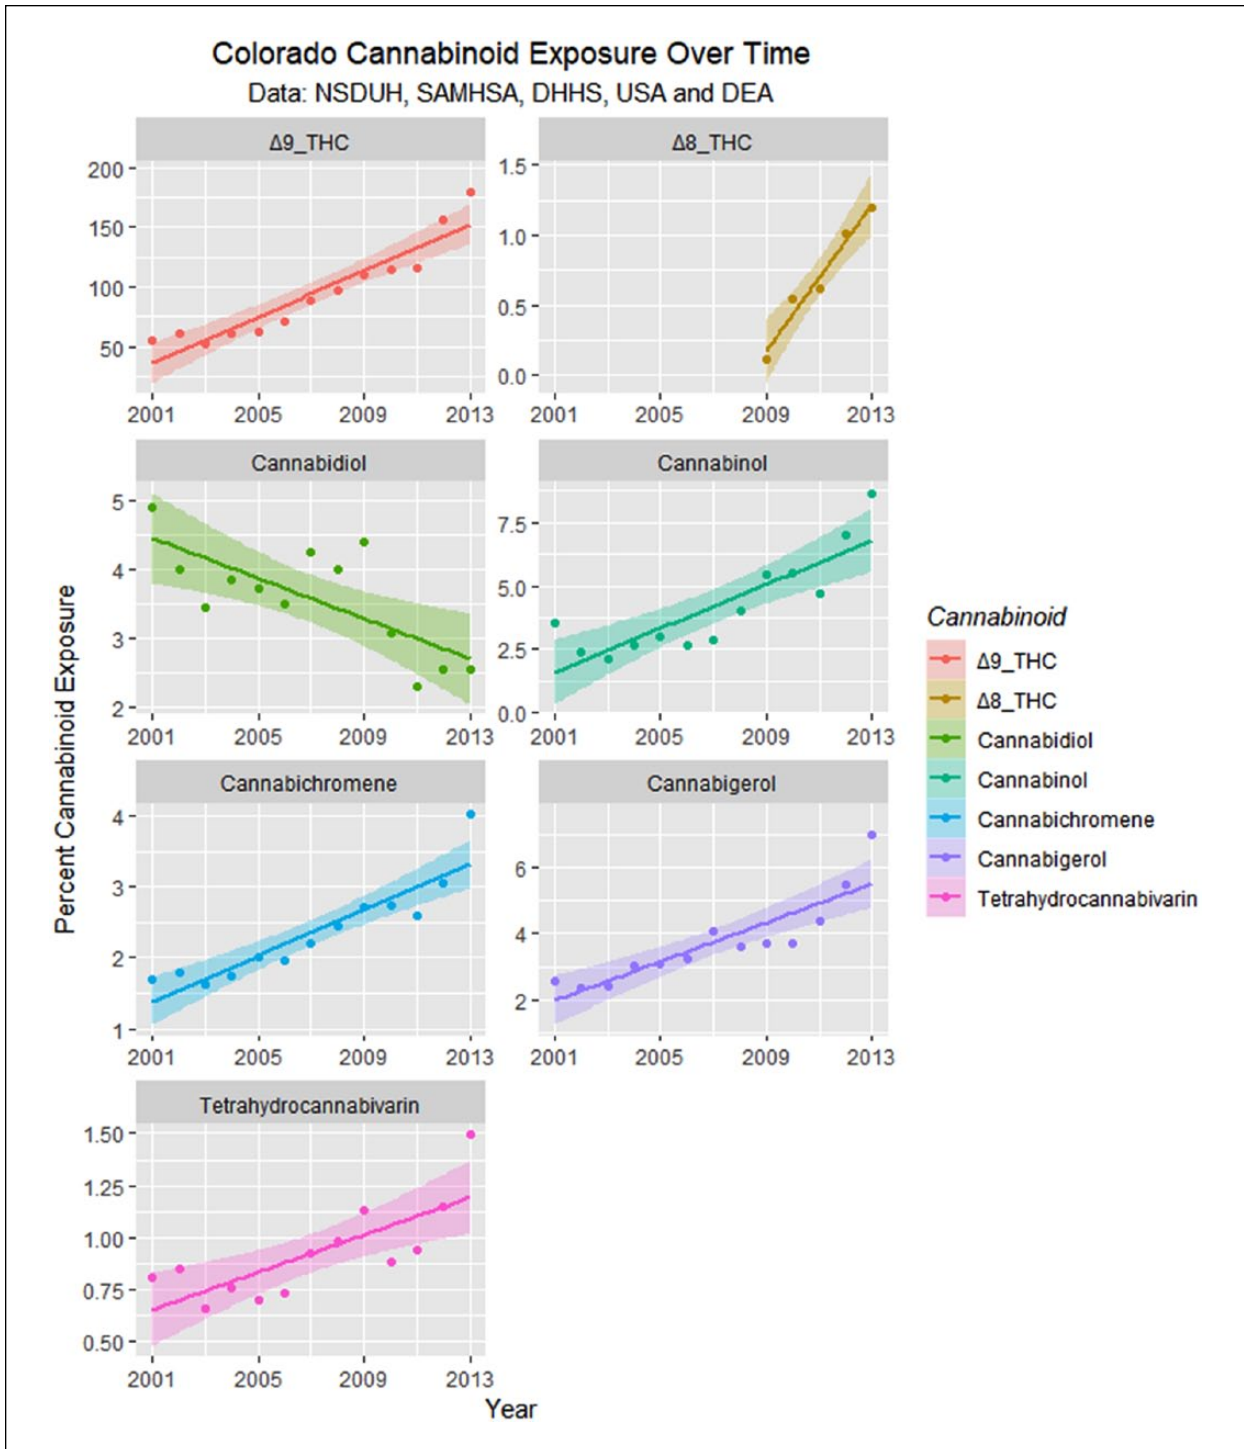 Colorado Cannabinoid Exposure Over Time
Data: NSDUH, SAMHSA, DHHS, USA and DEA
Percent Cannabinoid Exposure
Δ9_THC
200
150
100
50
2001 2005 2009 2013
Δ8_THC
1.5
1.0
0.5
0.0
2001 2005 2009 2013
Cannabidiol
5
4
3
2
2001 2005 2009 2013
Cannabinol
7.5
5.0
2.5
0.0
2001 2005 2009 2013
Cannabichromene
4
3
2
1
2001 2005 2009 2013
Cannabigerol
6
4
2
2001 2005 2009 2013
Tetrahydrocannabivarin
1.50
1.25
1.00
0.75
0.50
2001 2005 2009 2013
Year
Cannabinoid
Δ9_THC
Δ8_THC
Cannabidiol
Cannabinol
Cannabichromene
Cannabigerol
Tetrahydrocannabivarin